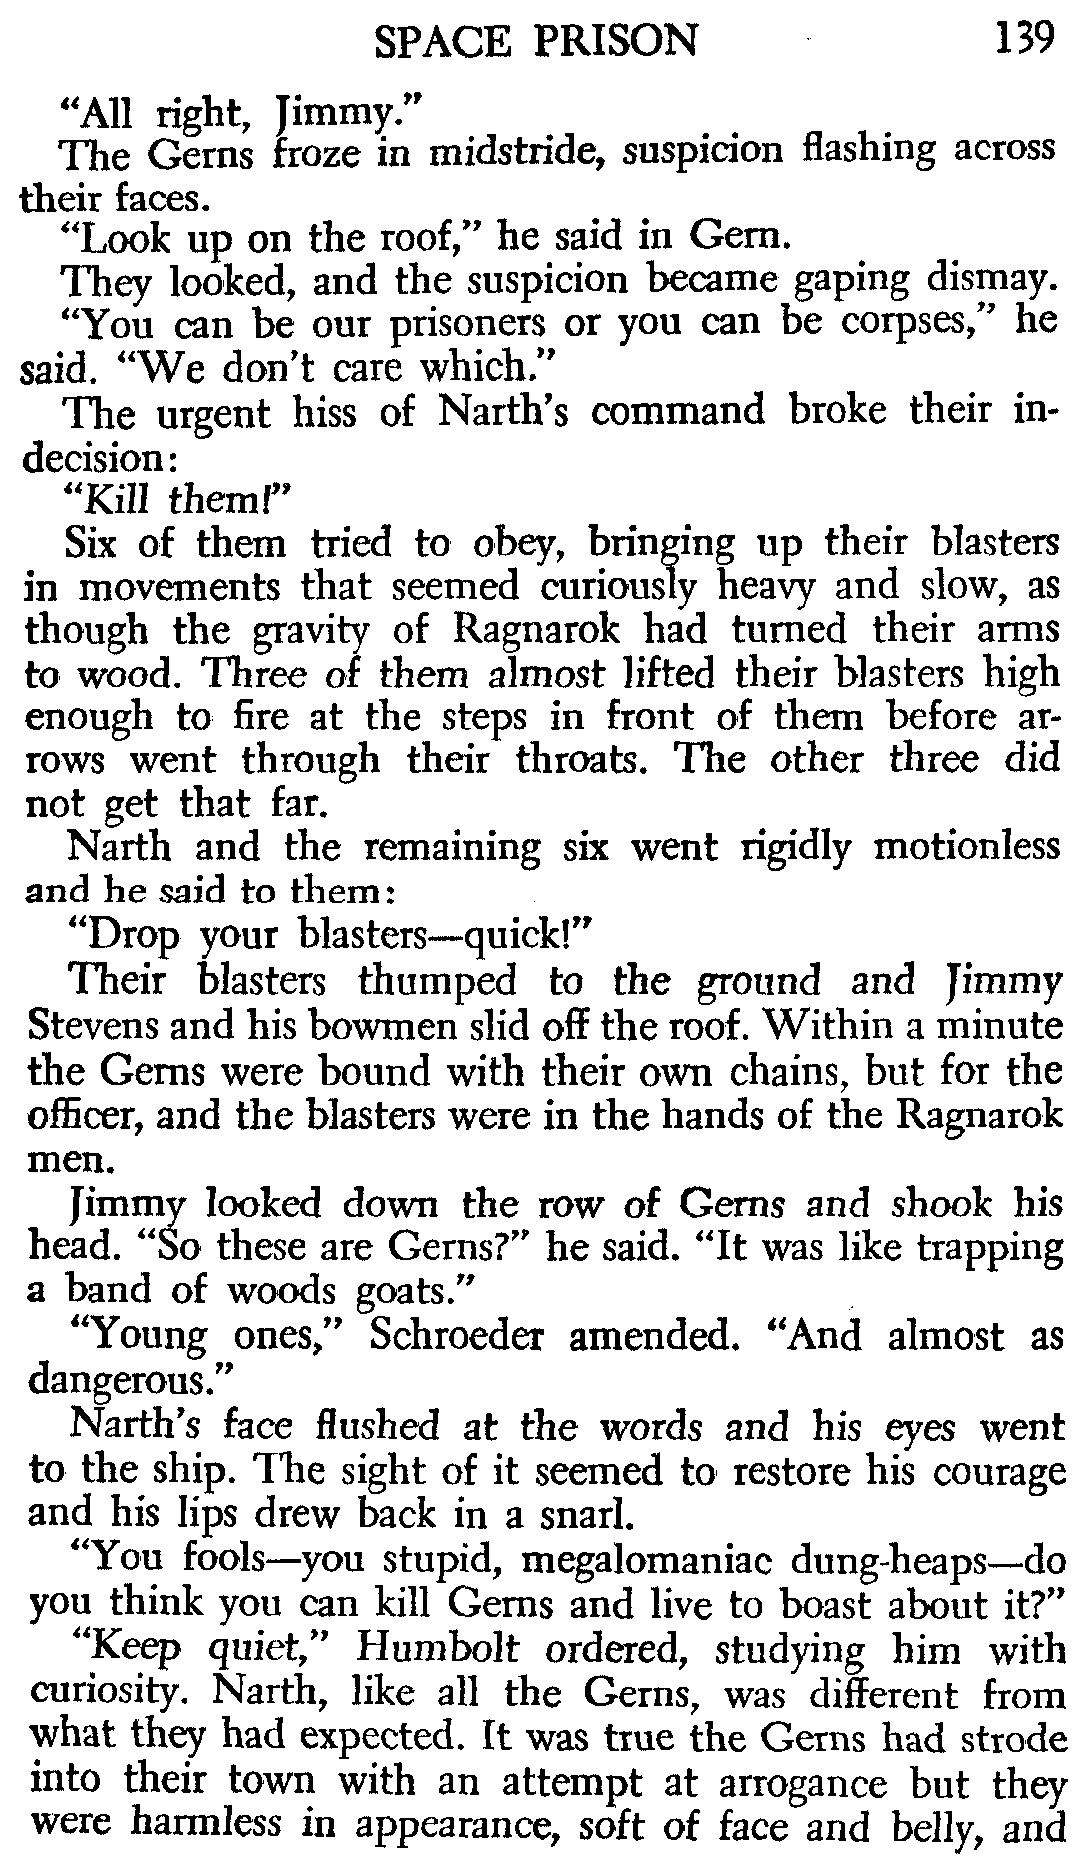 SPACE PRISON 139
“All right, Jimmy.”
The Gerns froze in midstride, suspicion flashing across
their faces.
“Look up on the roof,” he said in Gern.
They looked, and the suspicion became gaping dismay.
“You can be our prisoners or you can be corpses,” he
said. “We don’t care which.”
The urgent hiss of Narth’s command broke their in-
decision:
“Kill them!”
Six of them tried to obey, bringing up their blasters
in movements that seemed curiously heavy and slow, as
though the gravity of Ragnarok had turned their arms
to wood. Three of them almost lifted their blasters high
enough to fire at the steps in front of them before ar-
rows went through their throats. The other three did
not get that far.
Narth and the remaining six went rigidly motionless
and he said to them:
“Drop your blasters—quick!”
Their blasters thumped to the ground and Jimmy
Stevens and his bowmen slid off the roof. Within a minute
the Gerns were bound with their own chains, but for the
officer, and the blasters were in the hands of the Ragnarok
men.
Jimmy looked down the row of Gerns and shook his
head. “So these are Gerns?” he said. “It was like trapping
a band of woods goats.”
“Young ones,” Schroeder amended. “And almost as
dangerous.”
Narth’s face flushed at the words and his eyes went
to the ship. The sight of it seemed to restore his courage
and his lips drew back in a snarl.
“You fools—you stupid, megalomaniac dung-heaps—do
you think you can kill Gerns and live to boast about it?”
“Keep quiet,” Humbolt ordered, studying him with
curiosity. Narth, like all the Gerns, was different from
what they had expected. It was true the Gerns had strode
into their town with an attempt at arrogance but they
were harmless in appearance, soft of face and belly, and